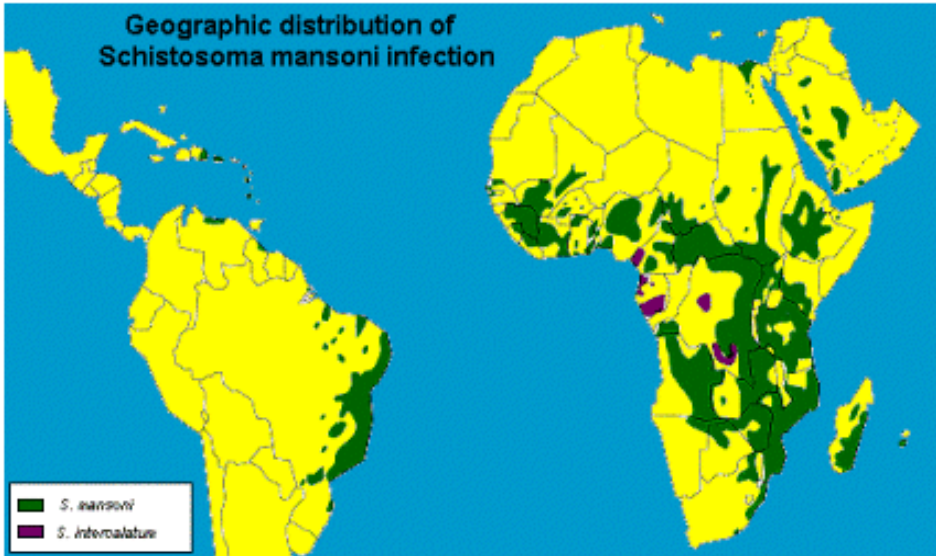 Geographic distribution of
Schistosoma mansoni infection
S. mansoni
S. intercalatum